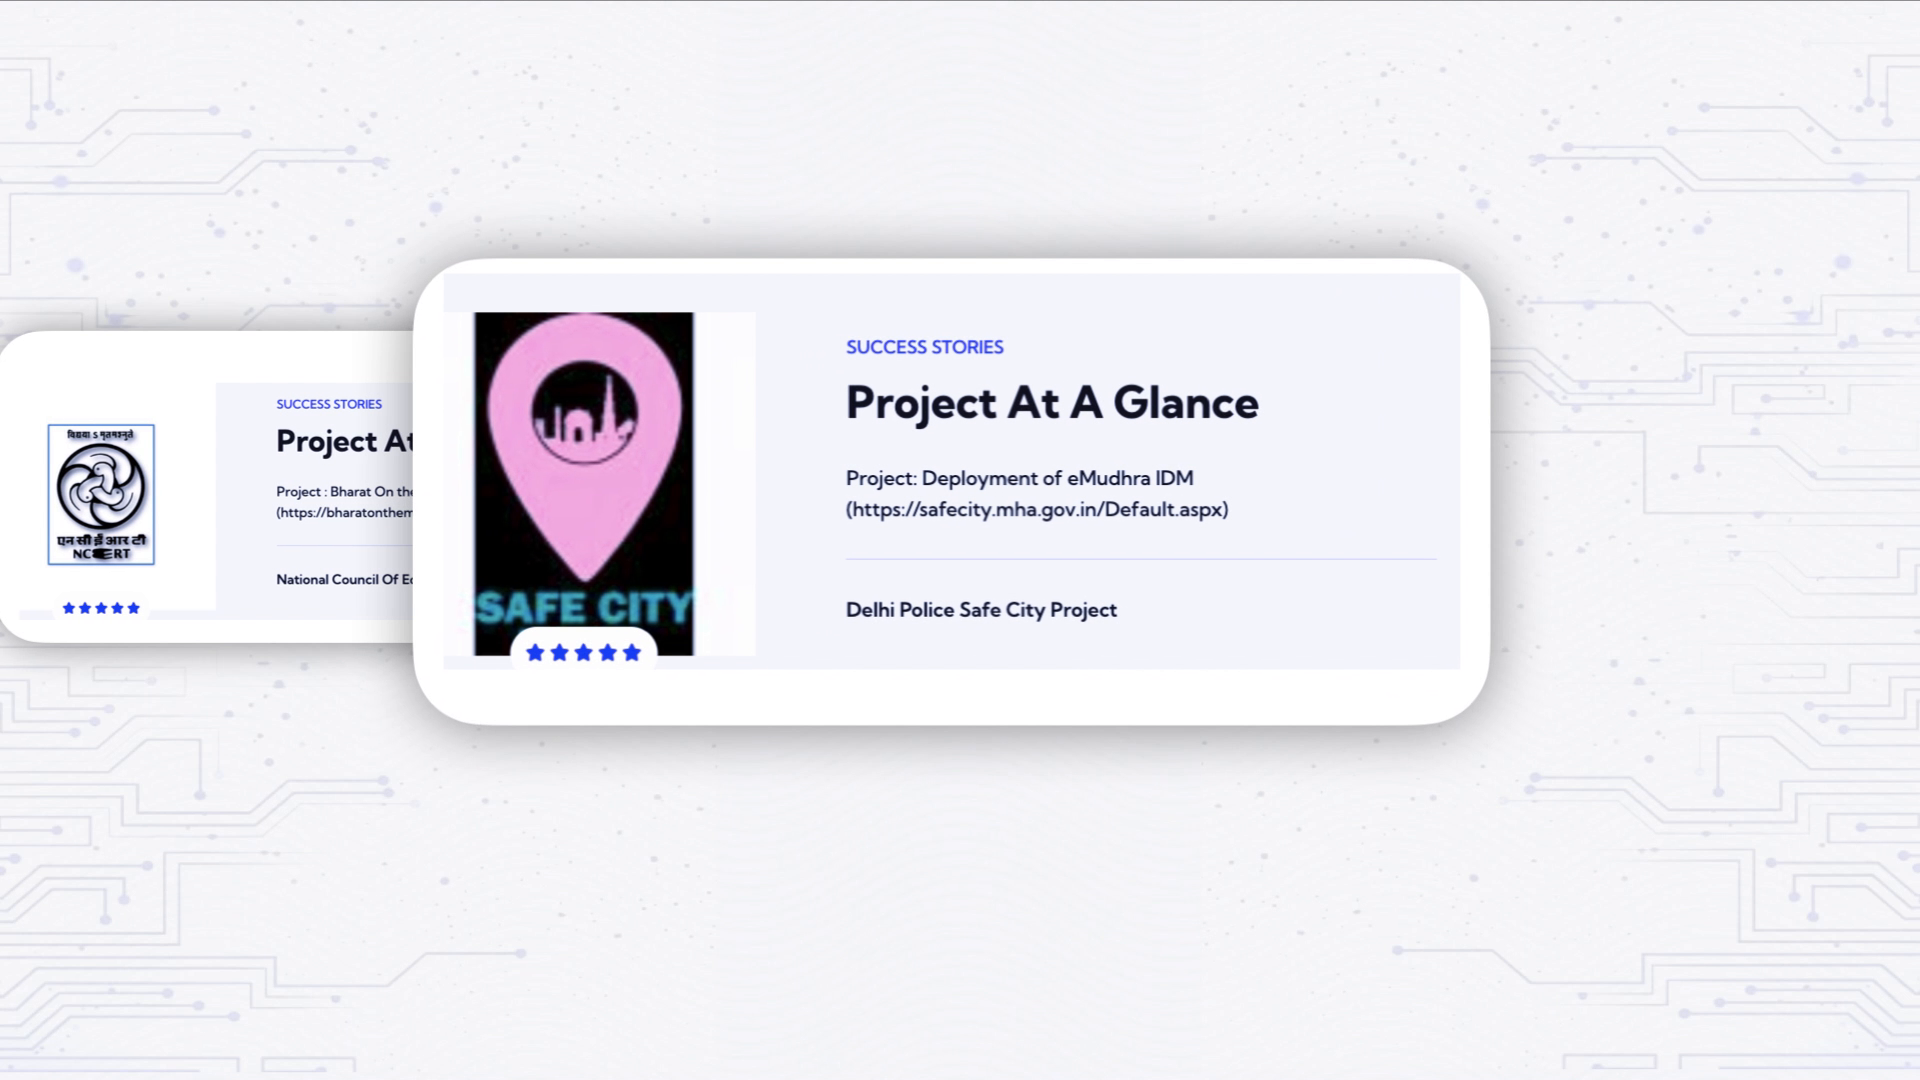 विद्यया ऽ मृतमश्नुते
एन सी ई आर टी
NCERT
SUCCESS STORIES
Project At
Project : Bharat On the
(https://bharatonthem
National Council Of Ed
SAFE CITY
SUCCESS STORIES
Project At A Glance
Project: Deployment of eMudhra IDM
(https://safecity.mha.gov.in/Default.aspx)
Delhi Police Safe City Project